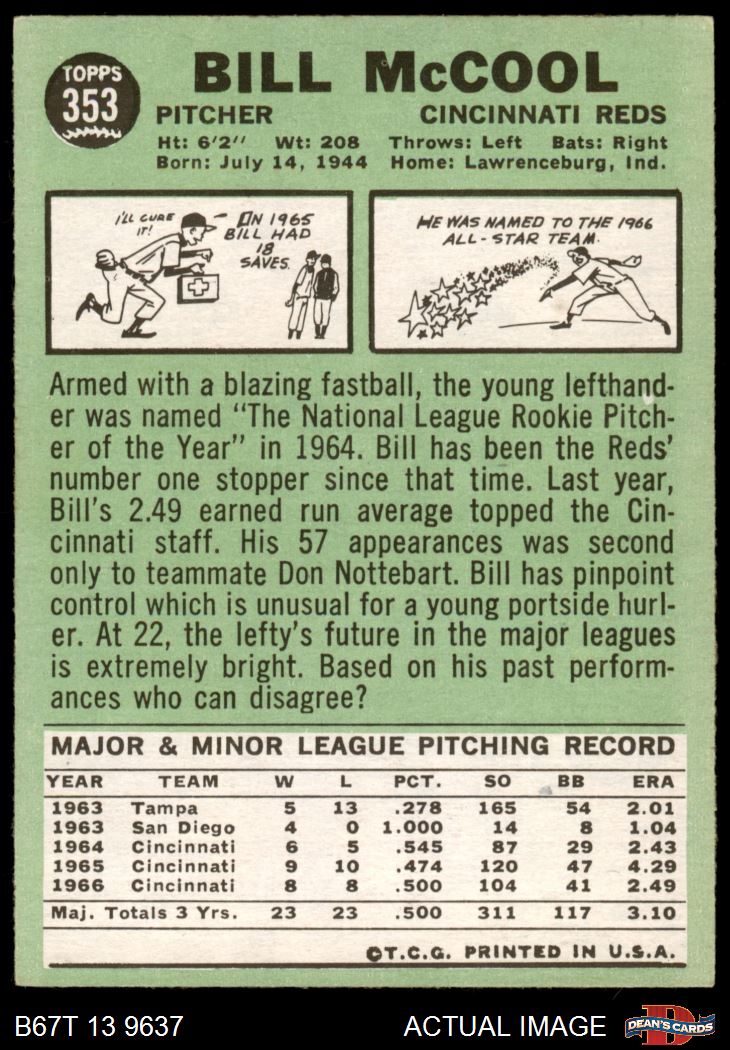 TOPPS
353
BILL McCOOL
PITCHER CINCINNATI REDS
Ht: 6'2" Wt: 208 Throws: Left Bats: Right
Born: July 14, 1944 Home: Lawrenceburg, Ind.
I'LL CURE
IT!
IN 1965
BILL HAD
18
SAVES.
HE WAS NAMED TO THE 1966
ALL-STAR TEAM.
Armed with a blazing fastball, the young lefthand-
er was named "The National League Rookie Pitch-
er of the Year" in 1964. Bill has been the Reds'
number one stopper since that time. Last year,
Bill's 2.49 earned run average topped the Cin-
cinnati staff. His 57 appearances was second
only to teammate Don Nottebart. Bill has pinpoint
control which is unusual for a young portside hurl-
er. At 22, the lefty's future in the major leagues
is extremely bright. Based on his past perform-
ances who can disagree?
MAJOR & MINOR LEAGUE PITCHING RECORD
YEAR TEAM W L PCT. SO BB ERA
1963 Tampa 5 13 .278 165 54 2.01
1963 San Diego 4 0 1.000 14 8 1.04
1964 Cincinnati 6 5 .545 87 29 2.43
1965 Cincinnati 9 10 .474 120 47 4.29
1966 Cincinnati 8 8 .500 104 41 2.49
Maj. Totals 3 Yrs. 23 23 .500 311 117 3.10
©T.C.G. PRINTED IN U.S.A.
B67T 13 9637 ACTUAL IMAGE
DEAN'S CARDS